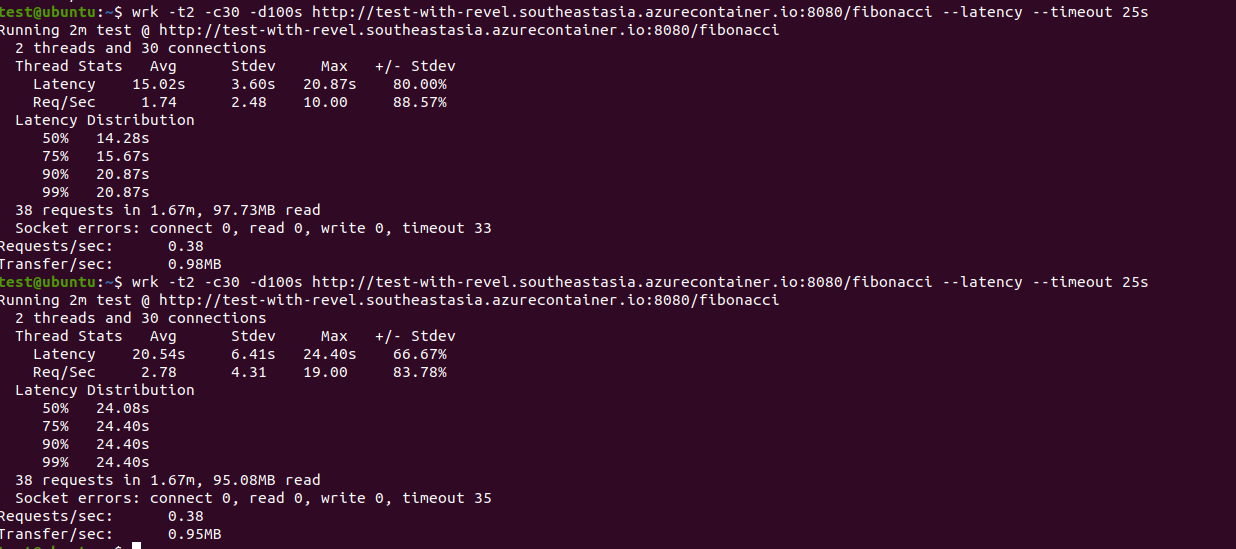 test@ubuntu:~$ wrk -t2 -c30 -d100s http://test-with-revel.southeastasia.azurecontainer.io:8080/fibonacci --latency --timeout 25s
Running 2m test @ http://test-with-revel.southeastasia.azurecontainer.io:8080/fibonacci
  2 threads and 30 connections
  Thread Stats   Avg      Stdev     Max   +/- Stdev
    Latency    15.02s     3.60s   20.87s    80.00%
    Req/Sec     1.74      2.48    10.00     88.57%
  Latency Distribution
     50%   14.28s
     75%   15.67s
     90%   20.87s
     99%   20.87s
  38 requests in 1.67m, 97.73MB read
  Socket errors: connect 0, read 0, write 0, timeout 33
Requests/sec:      0.38
Transfer/sec:      0.98MB
test@ubuntu:~$ wrk -t2 -c30 -d100s http://test-with-revel.southeastasia.azurecontainer.io:8080/fibonacci --latency --timeout 25s
Running 2m test @ http://test-with-revel.southeastasia.azurecontainer.io:8080/fibonacci
  2 threads and 30 connections
  Thread Stats   Avg      Stdev     Max   +/- Stdev
    Latency    20.54s     6.41s   24.40s    66.67%
    Req/Sec     2.78      4.31    19.00     83.78%
  Latency Distribution
     50%   24.08s
     75%   24.40s
     90%   24.40s
     99%   24.40s
  38 requests in 1.67m, 95.08MB read
  Socket errors: connect 0, read 0, write 0, timeout 35
Requests/sec:      0.38
Transfer/sec:      0.95MB